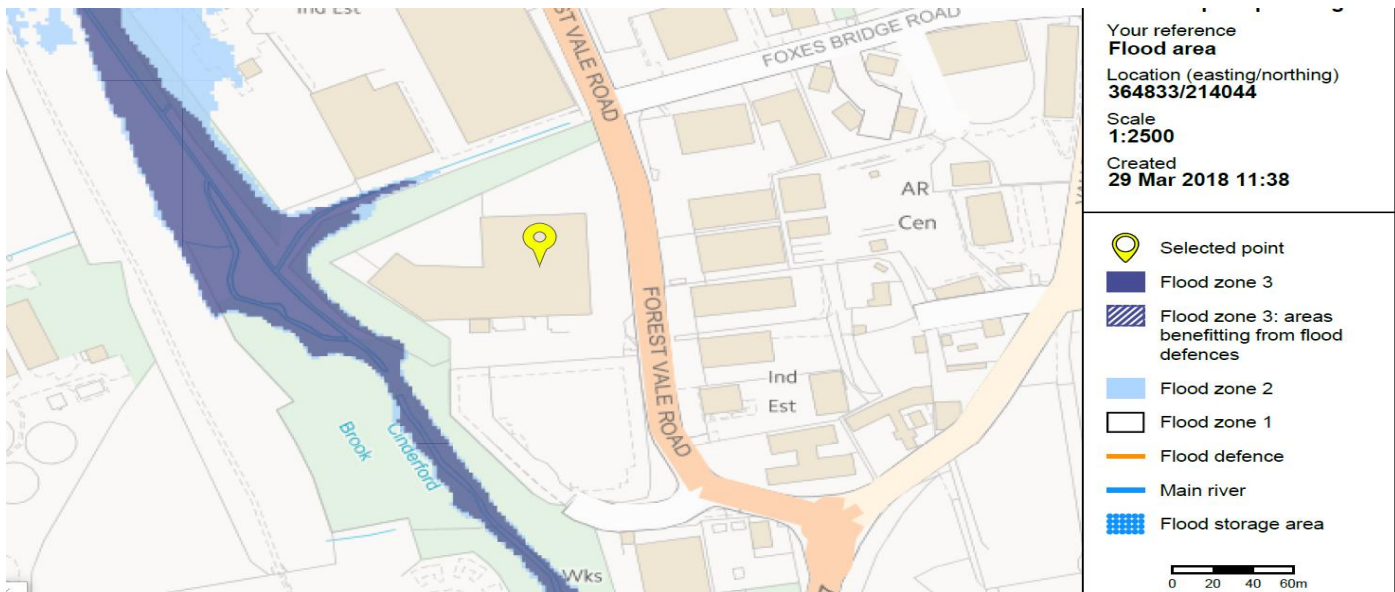 Ind Est
ST VALE ROAD
FOXES BRIDGE ROAD
AR
Cen
FOREST VALE ROAD
Ind
Est
Cinderford
Brook
Wks
Your reference
Flood area
Location (easting/northing)
364833/214044
Scale
1:2500
Created
29 Mar 2018 11:38
Selected point
Flood zone 3
Flood zone 3: areas
benefitting from flood
defences
Flood zone 2
Flood zone 1
Flood defence
Main river
Flood storage area
0 20 40 60m